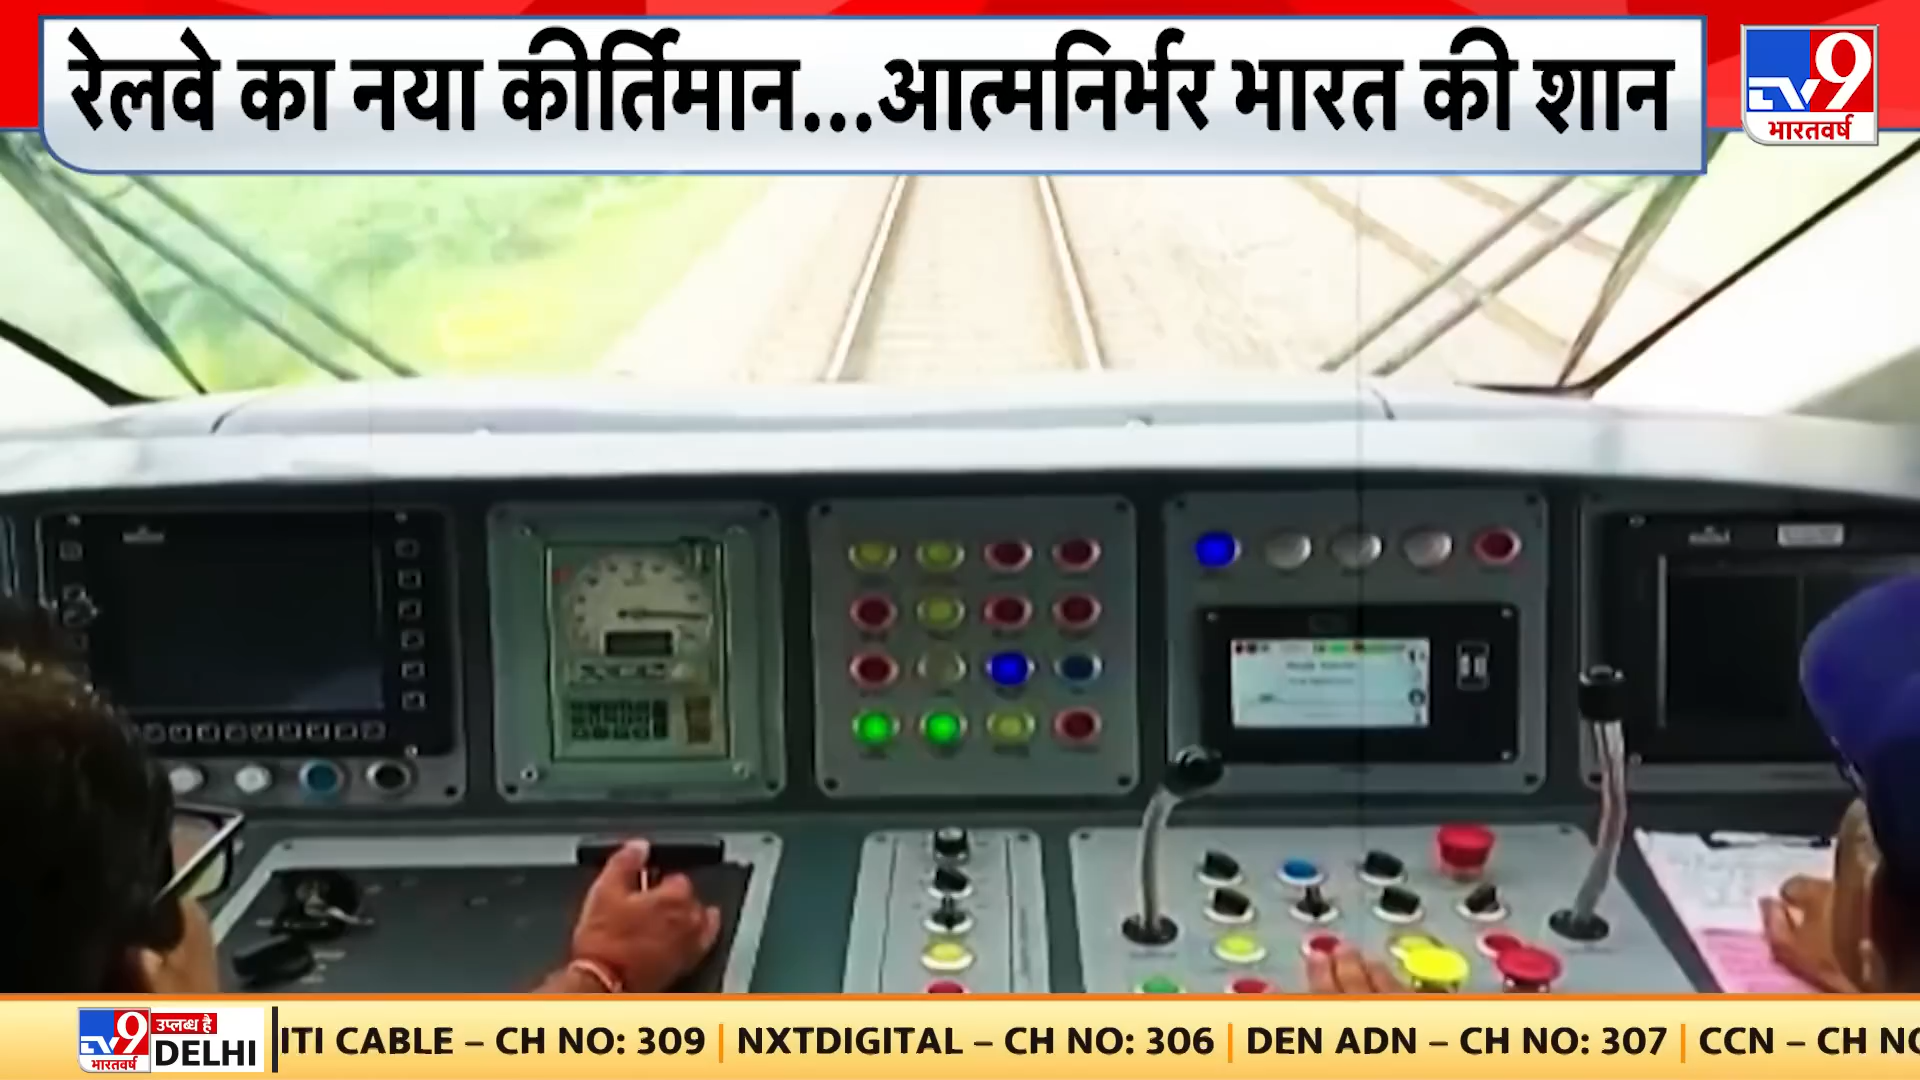 रेलवे का नया कीर्तिमान...आत्मनिर्भर भारत की शान
TV9
भारतवर्ष
TV9 भारतवर्ष
उपलब्ध है
DELHI
ITI CABLE – CH NO: 309 | NXTDIGITAL – CH NO: 306 | DEN ADN – CH NO: 307 | CCN – CH NO